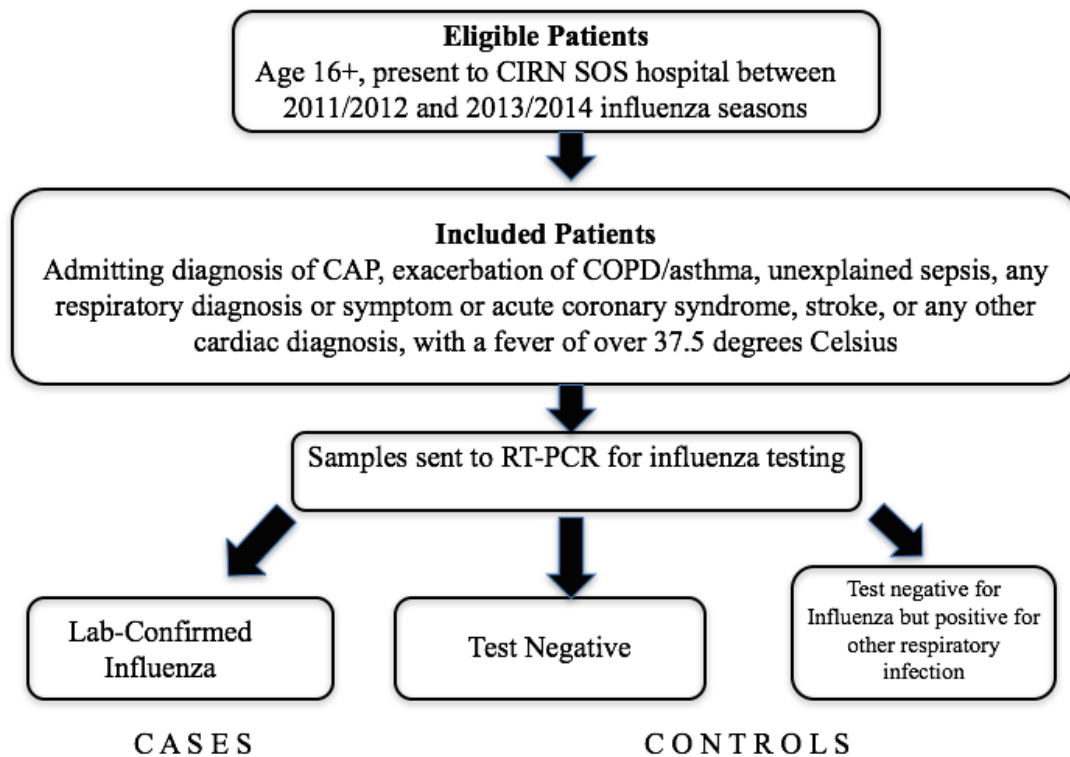 Eligible Patients
Age 16+, present to CIRN SOS hospital between
2011/2012 and 2013/2014 influenza seasons
Included Patients
Admitting diagnosis of CAP, exacerbation of COPD/asthma, unexplained sepsis, any
respiratory diagnosis or symptom or acute coronary syndrome, stroke, or any other
cardiac diagnosis, with a fever of over 37.5 degrees Celsius
Samples sent to RT-PCR for influenza testing
Lab-Confirmed
Influenza
Test Negative
Test negative for
Influenza but positive for
other respiratory
infection
CASES
CONTROLS